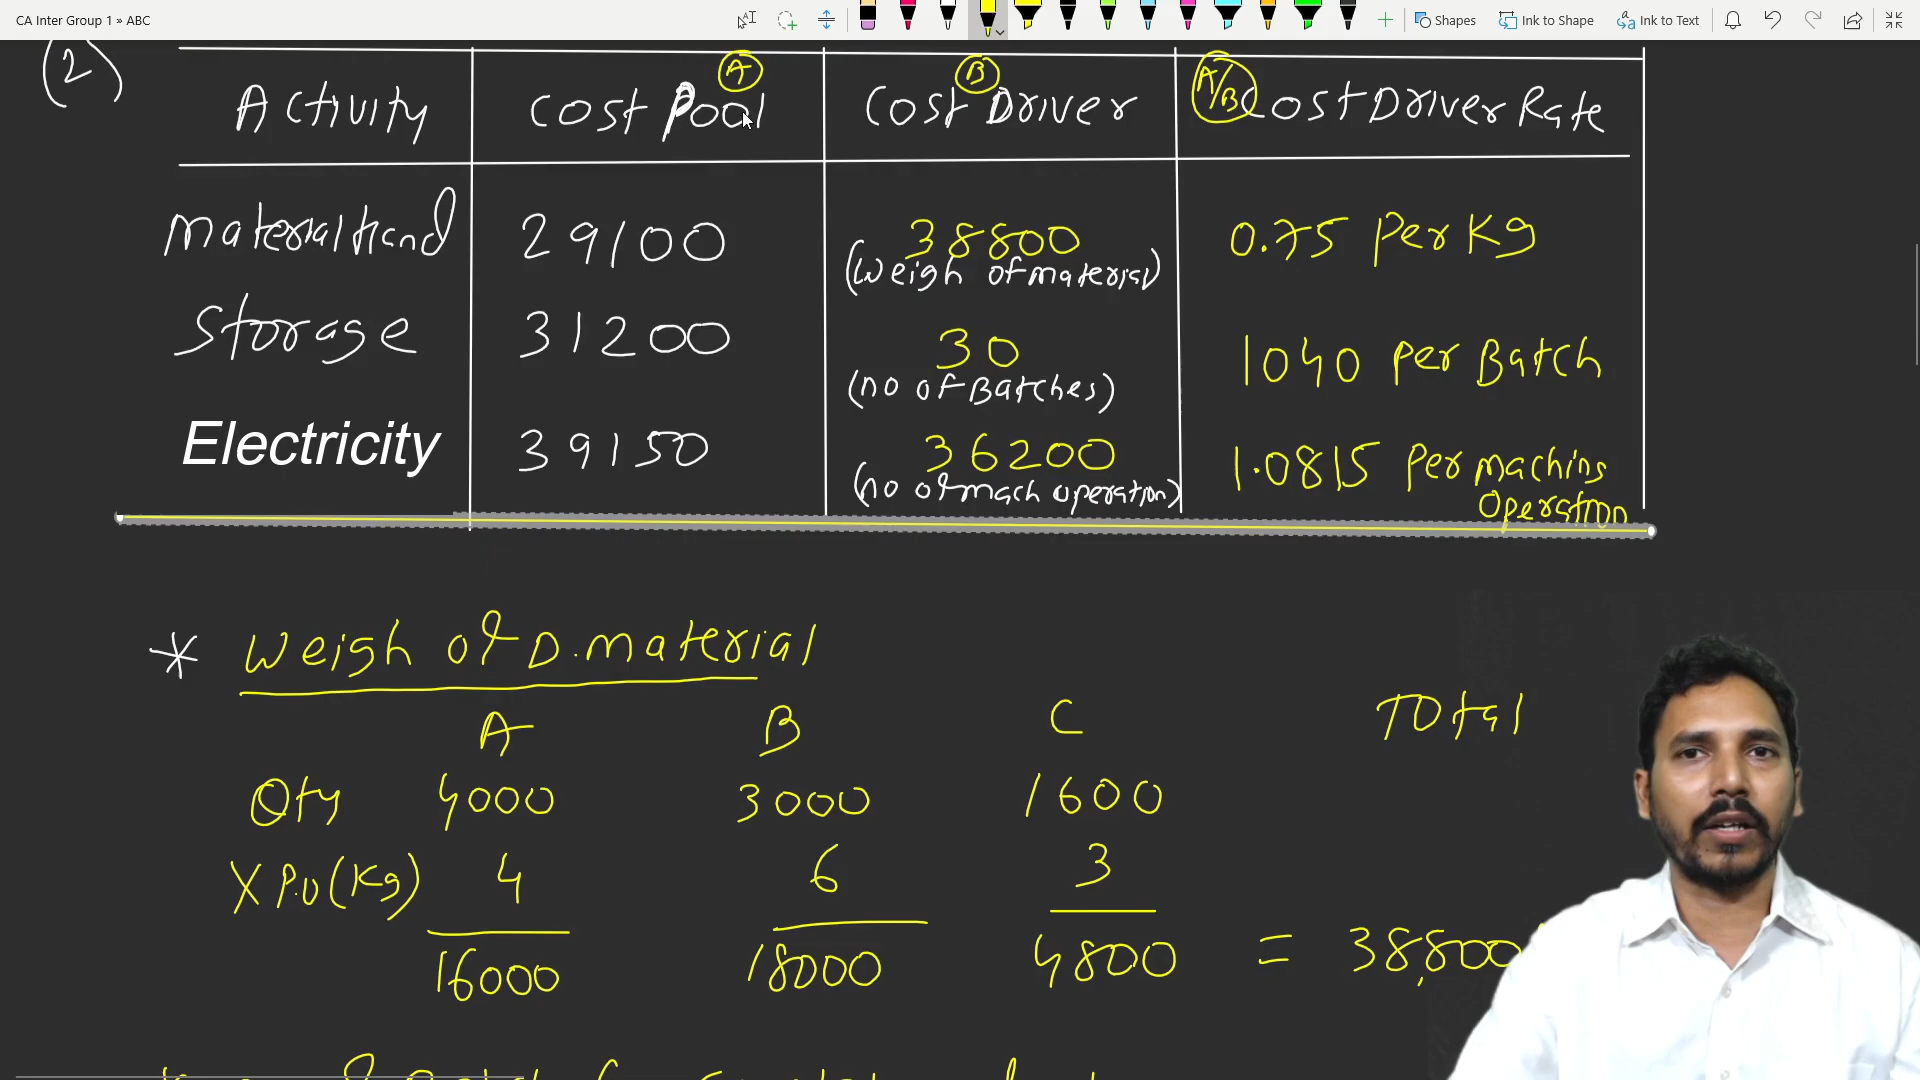 CA Inter Group 1 » ABC
Shapes Ink to Shape Ink to Text
(2)
A B A/B
Activity Cost Pool Cost Driver Cost Driver Rate
Material Hand 29100 38800 0.75 Per Kg
(Weigh of material)
Storage 31200 30 1040 Per Batch
(no of Batches)
Electricity 39150 36200 1.0815 Per machine
(no of mach operation) Operation
* Weigh of D.material
A B C Total
Qty 4000 3000 1600
X P.U (Kg) 4 6 3
16000 18000 4800 = 38,800